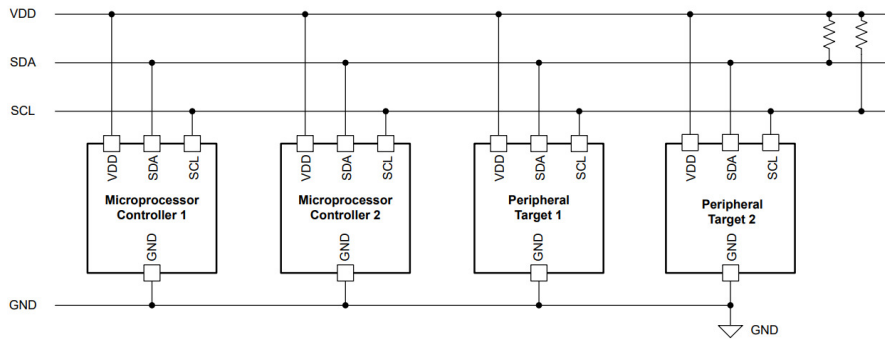 VDD
SDA
SCL
VDD SDA SCL
VDD SDA SCL
VDD SDA SCL
VDD SDA SCL
Microprocessor
Controller 1
Microprocessor
Controller 2
Peripheral
Target 1
Peripheral
Target 2
GND
GND
GND
GND
GND
GND